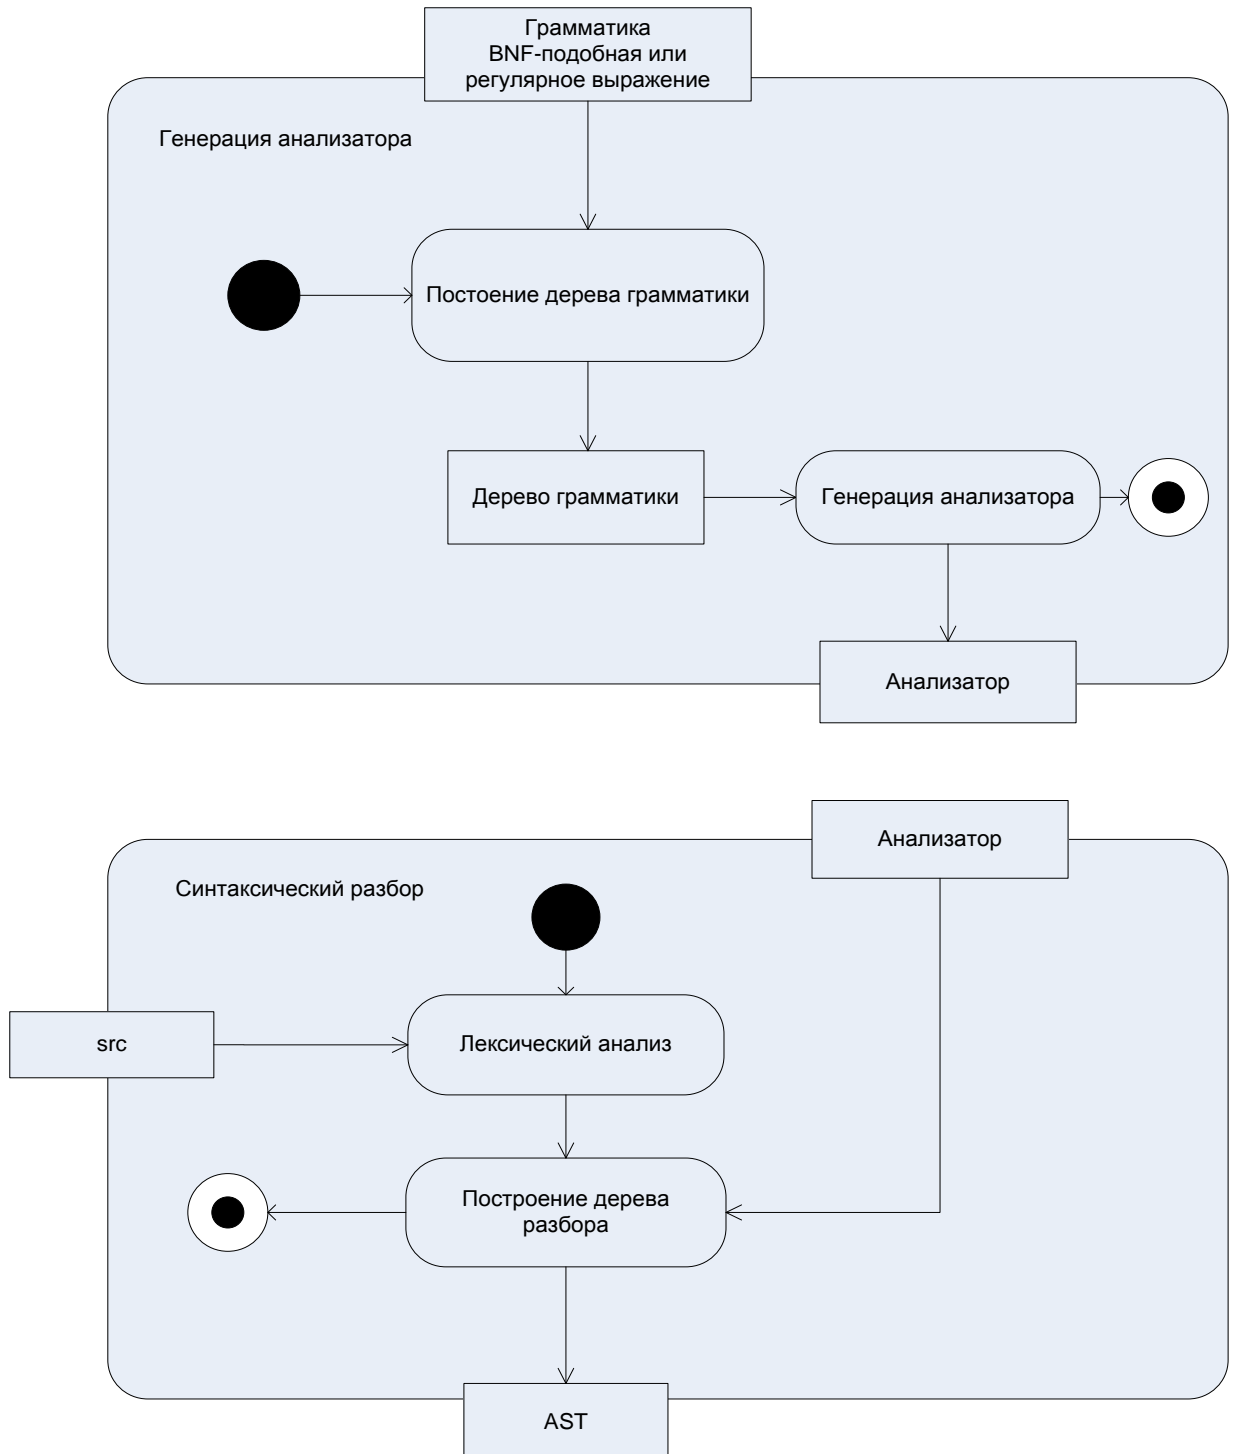 Грамматика
BNF-подобная или
регулярное выражение
Генерация анализатора
Постоение дерева грамматики
Дерево грамматики
Генерация анализатора
Анализатор
Анализатор
Синтаксический разбор
src
Лексический анализ
Построение дерева
разбора
AST